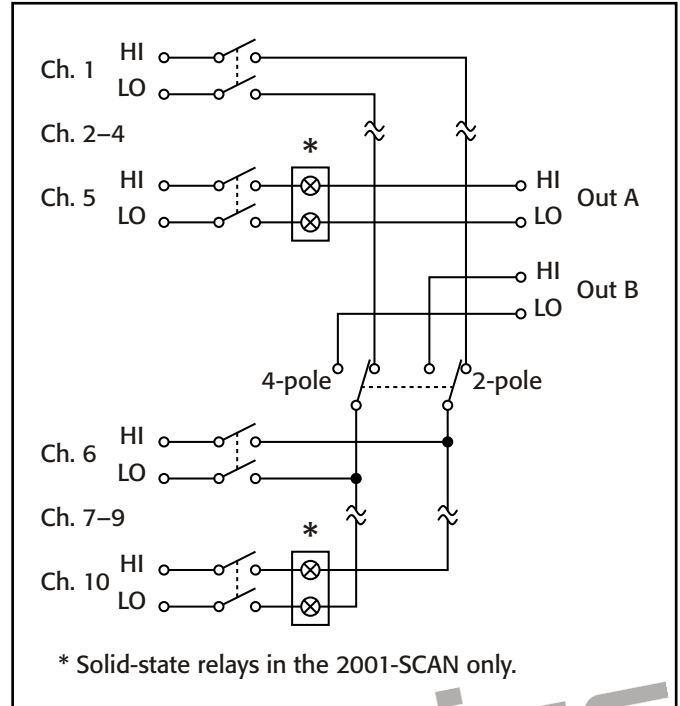 Ch. 1 HI
LO
Ch. 2–4
*
Ch. 5 HI
LO
HI
LO
Out A
HI
LO
Out B
4-pole
2-pole
Ch. 6 HI
LO
Ch. 7–9
*
Ch. 10 HI
LO
* Solid-state relays in the 2001-SCAN only.